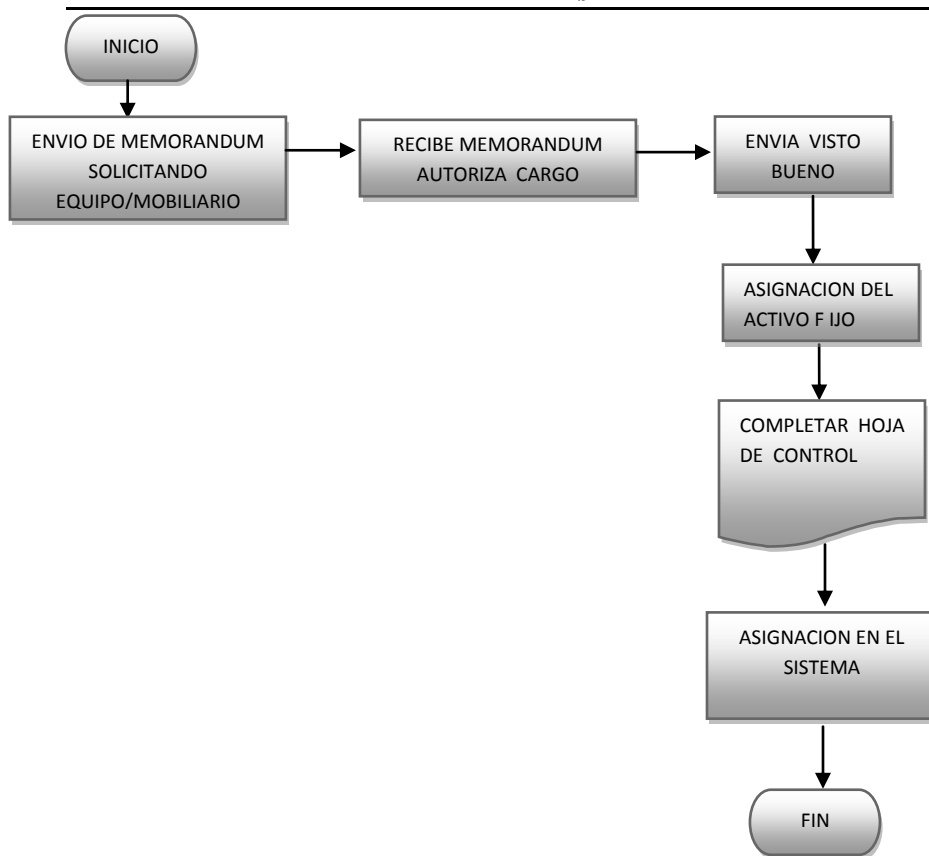 INICIO
ENVIO DE MEMORANDUM
SOLICITANDO
EQUIPO/MOBILIARIO
RECIBE MEMORANDUM
AUTORIZA CARGO
ENVIA VISTO
BUENO
ASIGNACION DEL
ACTIVO F IJO
COMPLETAR HOJA
DE CONTROL
ASIGNACION EN EL
SISTEMA
FIN